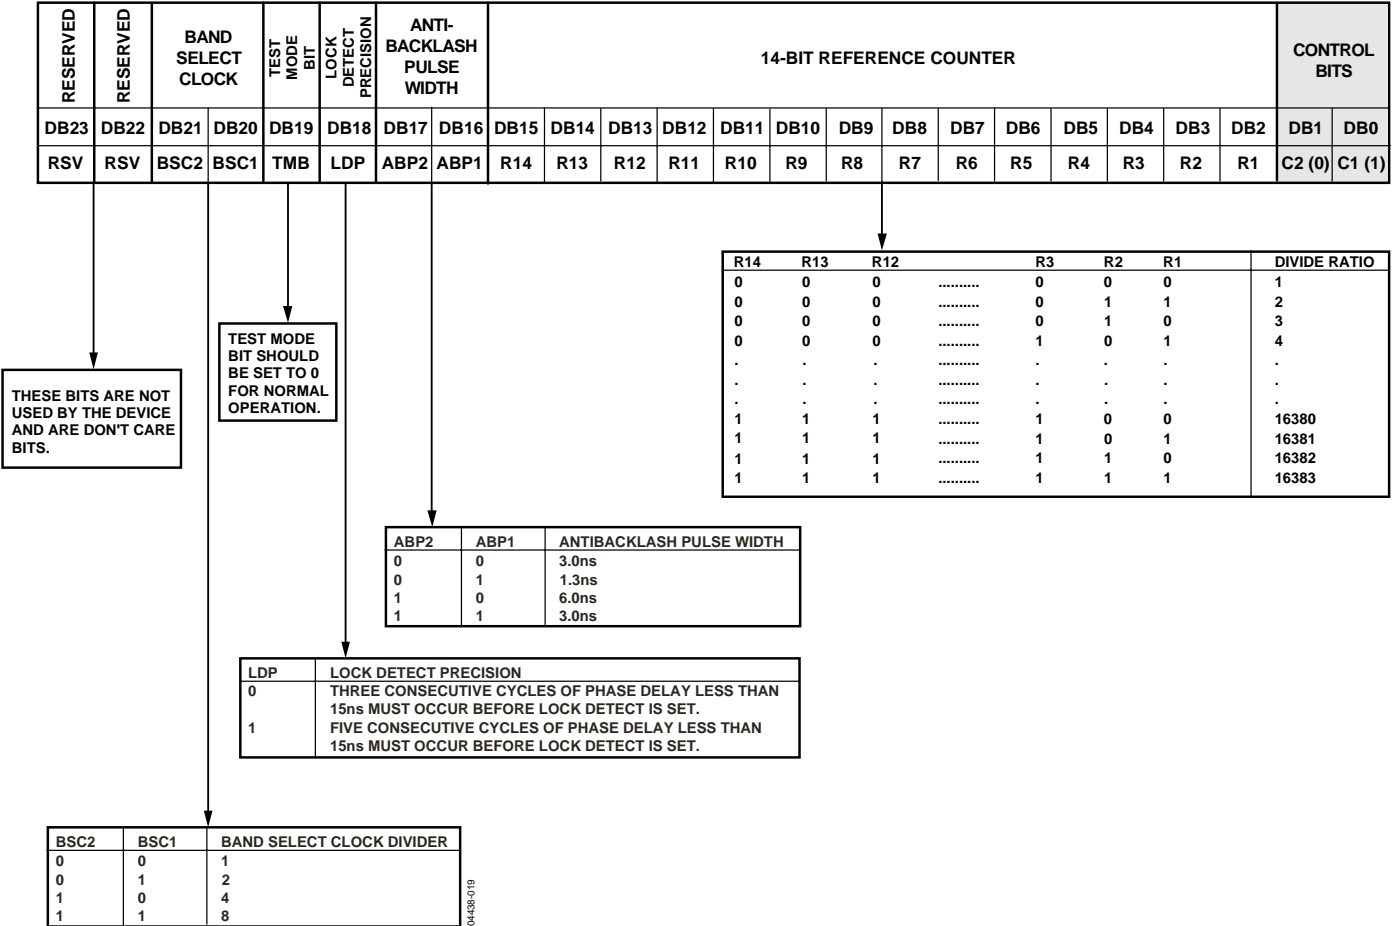 RESERVED
RESERVED
BAND
SELECT
CLOCK
TEST
MODE
BIT
LOCK
DETECT
PRECISION
ANTI-
BACKLASH
PULSE
WIDTH
14-BIT REFERENCE COUNTER
CONTROL
BITS
DB23 DB22 DB21 DB20 DB19 DB18 DB17 DB16 DB15 DB14 DB13 DB12 DB11 DB10 DB9 DB8 DB7 DB6 DB5 DB4 DB3 DB2 DB1 DB0
RSV RSV BSC2 BSC1 TMB LDP ABP2 ABP1 R14 R13 R12 R11 R10 R9 R8 R7 R6 R5 R4 R3 R2 R1 C2 (0) C1 (1)
R14 R13 R12 R3 R2 R1 DIVIDE RATIO
0 0 0 .......... 0 0 0 1
0 0 0 .......... 0 1 1 2
0 0 0 .......... 0 1 0 3
0 0 0 .......... 1 0 1 4
. . . .......... . . . .
. . . .......... . . . .
. . . .......... . . . .
1 1 1 .......... 1 0 0 16380
1 1 1 .......... 1 0 1 16381
1 1 1 .......... 1 1 0 16382
1 1 1 .......... 1 1 1 16383
TEST MODE
BIT SHOULD
BE SET TO 0
FOR NORMAL
OPERATION.
THESE BITS ARE NOT
USED BY THE DEVICE
AND ARE DON'T CARE
BITS.
ABP2 ABP1 ANTIBACKLASH PULSE WIDTH
0 0 3.0ns
0 1 1.3ns
1 0 6.0ns
1 1 3.0ns
LDP LOCK DETECT PRECISION
0 THREE CONSECUTIVE CYCLES OF PHASE DELAY LESS THAN
15ns MUST OCCUR BEFORE LOCK DETECT IS SET.
1 FIVE CONSECUTIVE CYCLES OF PHASE DELAY LESS THAN
15ns MUST OCCUR BEFORE LOCK DETECT IS SET.
BSC2 BSC1 BAND SELECT CLOCK DIVIDER
0 0 1
0 1 2
1 0 4
1 1 8
04438-019